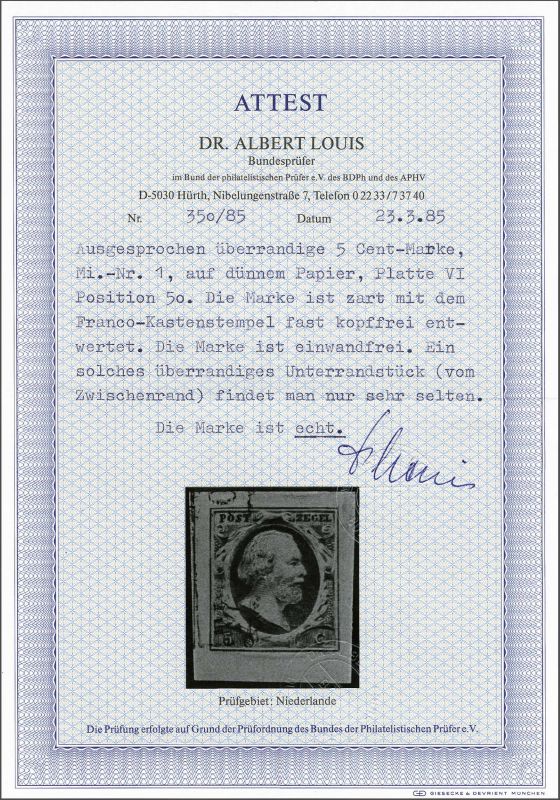 ATTEST
DR. ALBERT LOUIS
Bundesprüfer
im Bund der philatelistischen Prüfer e.V. des BDPh und des APHV
D-5030 Hürth, Nibelungenstraße 7, Telefon 0 22 33/7 37 40
Nr. 350/85 Datum 23.3.85
Ausgesprochen überrandige 5 Cent-Marke,
Mi.-Nr. 1, auf dünnem Papier, Platte VI
Position 50. Die Marke ist zart mit dem
Franco-Kastenstempel fast kopffrei ent-
wertet. Die Marke ist einwandfrei. Ein
solches überrandiges Unterrandstück (vom
Zwischenrand) findet man nur sehr selten.
Die Marke ist echt.
POST ZEGEL
5 C
Prüfgebiet: Niederlande
Die Prüfung erfolgte auf Grund der Prüfordnung des Bundes der Philatelistischen Prüfer e.V.
GIESECKE & DEVRIENT MÜNCHEN